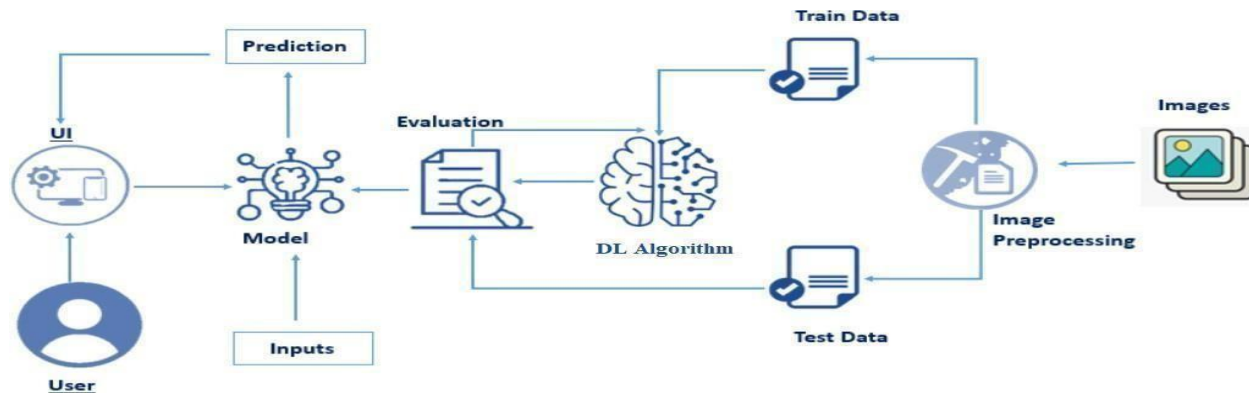 Train Data
Prediction
Images
Evaluation
UI
Model
DL Algorithm
Image
Preprocessing
Test Data
Inputs
User